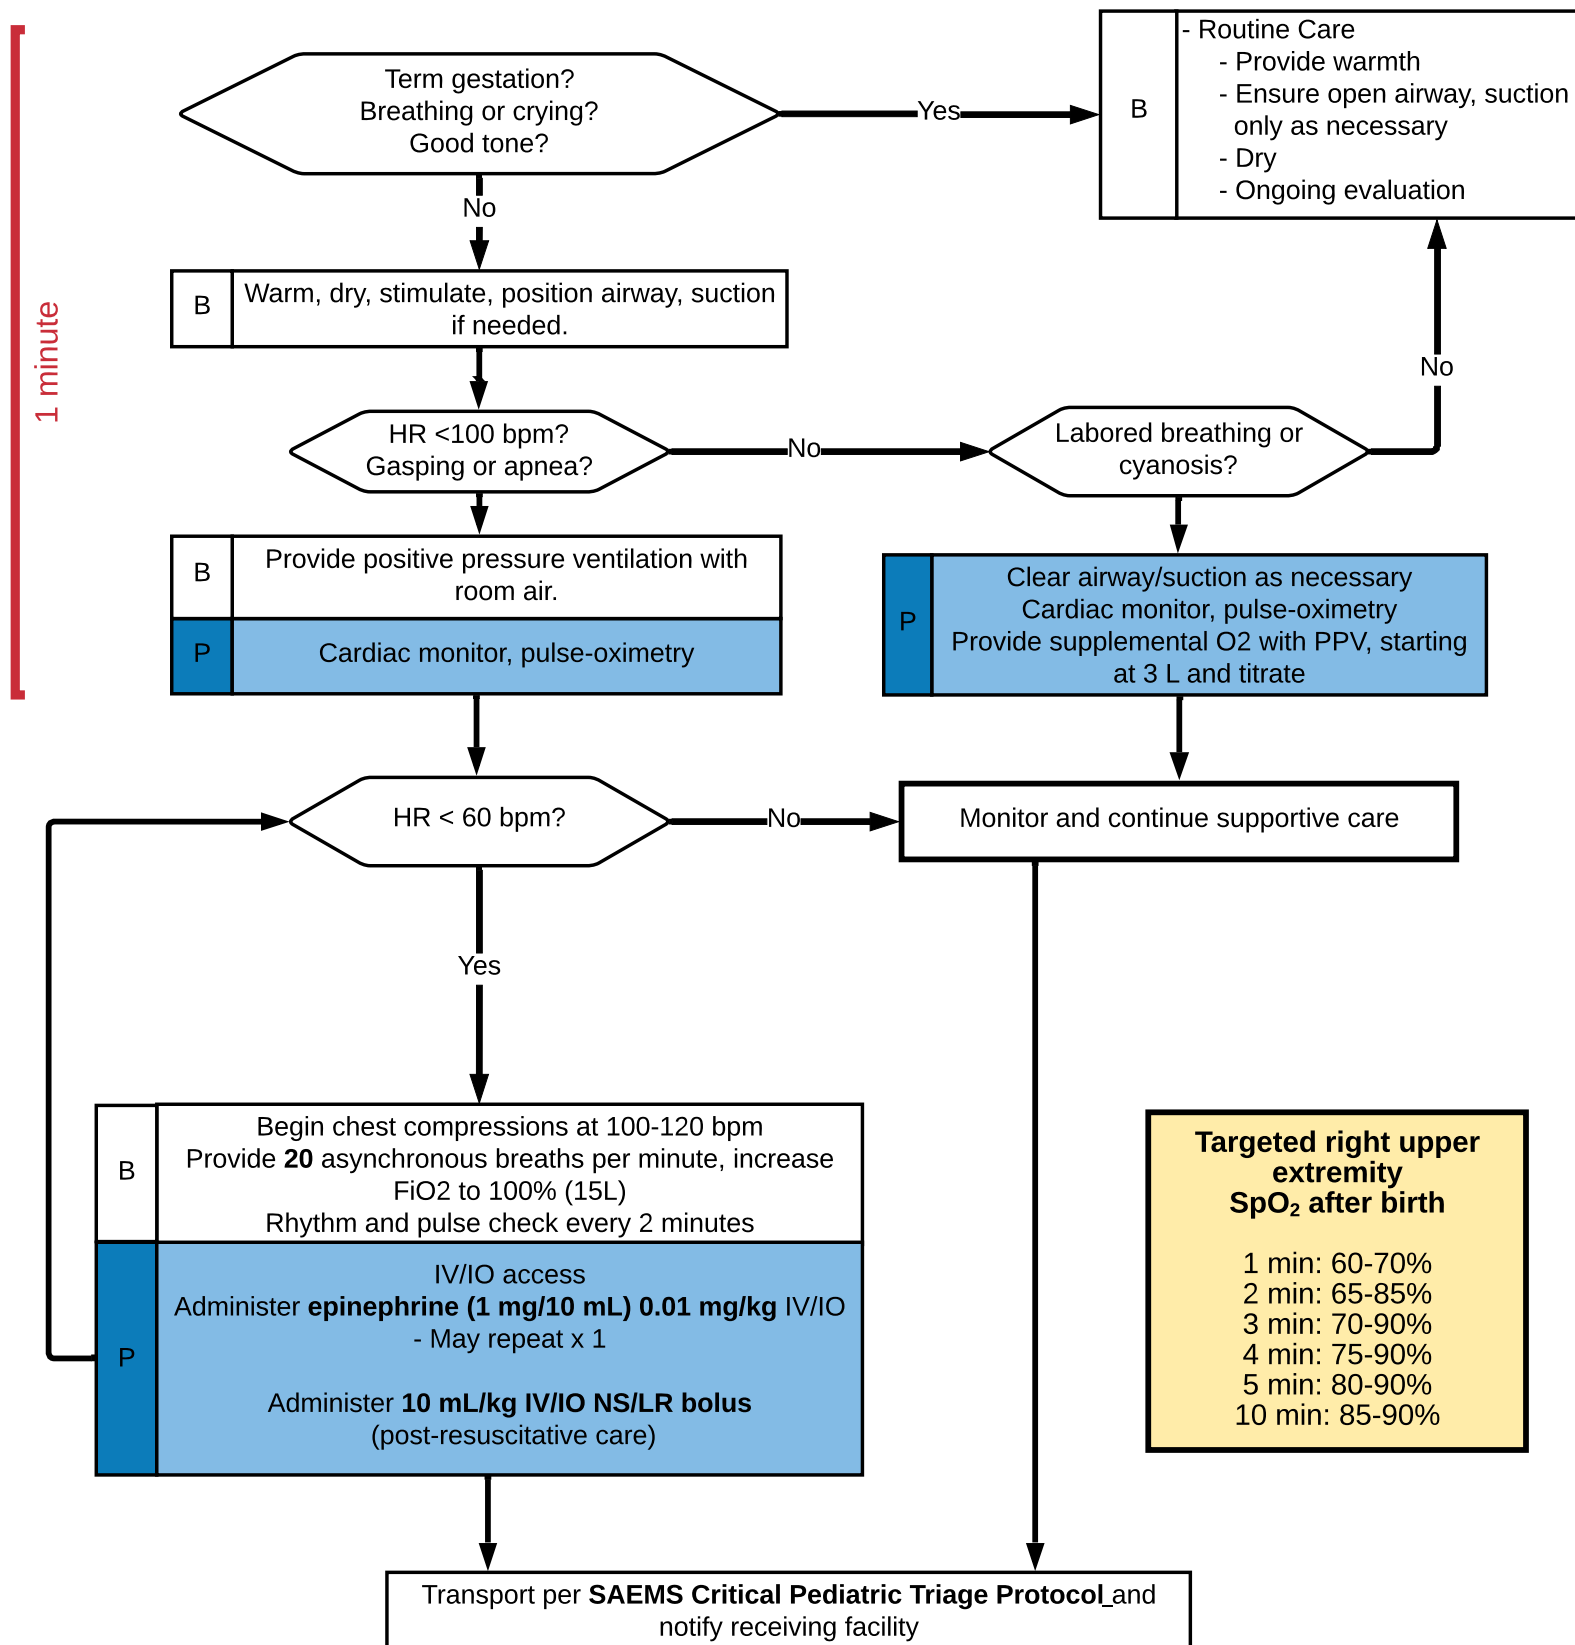 Term gestation?
Breathing or crying?
Good tone?
Yes
B
- Routine Care
- Provide warmth
- Ensure open airway, suction
only as necessary
- Dry
- Ongoing evaluation
No
B
Warm, dry, stimulate, position airway, suction
if needed.
1 minute
HR <100 bpm?
Gasping or apnea?
No
Labored breathing or
cyanosis?
No
B
Provide positive pressure ventilation with
room air.
P
Cardiac monitor, pulse-oximetry
P
Clear airway/suction as necessary
Cardiac monitor, pulse-oximetry
Provide supplemental O2 with PPV, starting
at 3 L and titrate
HR < 60 bpm?
No
Monitor and continue supportive care
Yes
B
Begin chest compressions at 100-120 bpm
Provide 20 asynchronous breaths per minute, increase
FiO2 to 100% (15L)
Rhythm and pulse check every 2 minutes
P
IV/IO access
Administer epinephrine (1 mg/10 mL) 0.01 mg/kg IV/IO
- May repeat x 1
Administer 10 mL/kg IV/IO NS/LR bolus
(post-resuscitative care)
Targeted right upper
extremity
SpO₂ after birth
1 min: 60-70%
2 min: 65-85%
3 min: 70-90%
4 min: 75-90%
5 min: 80-90%
10 min: 85-90%
Transport per SAEMS Critical Pediatric Triage Protocol_and
notify receiving facility